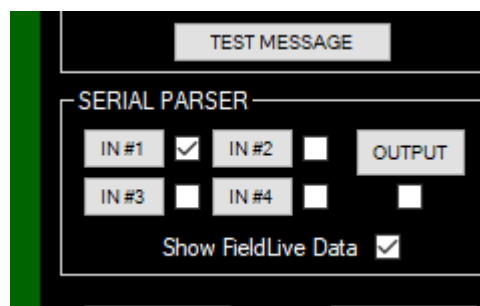 TEST MESSAGE
SERIAL PARSER
IN #1 IN #2 OUTPUT
IN #3 IN #4
Show FieldLive Data